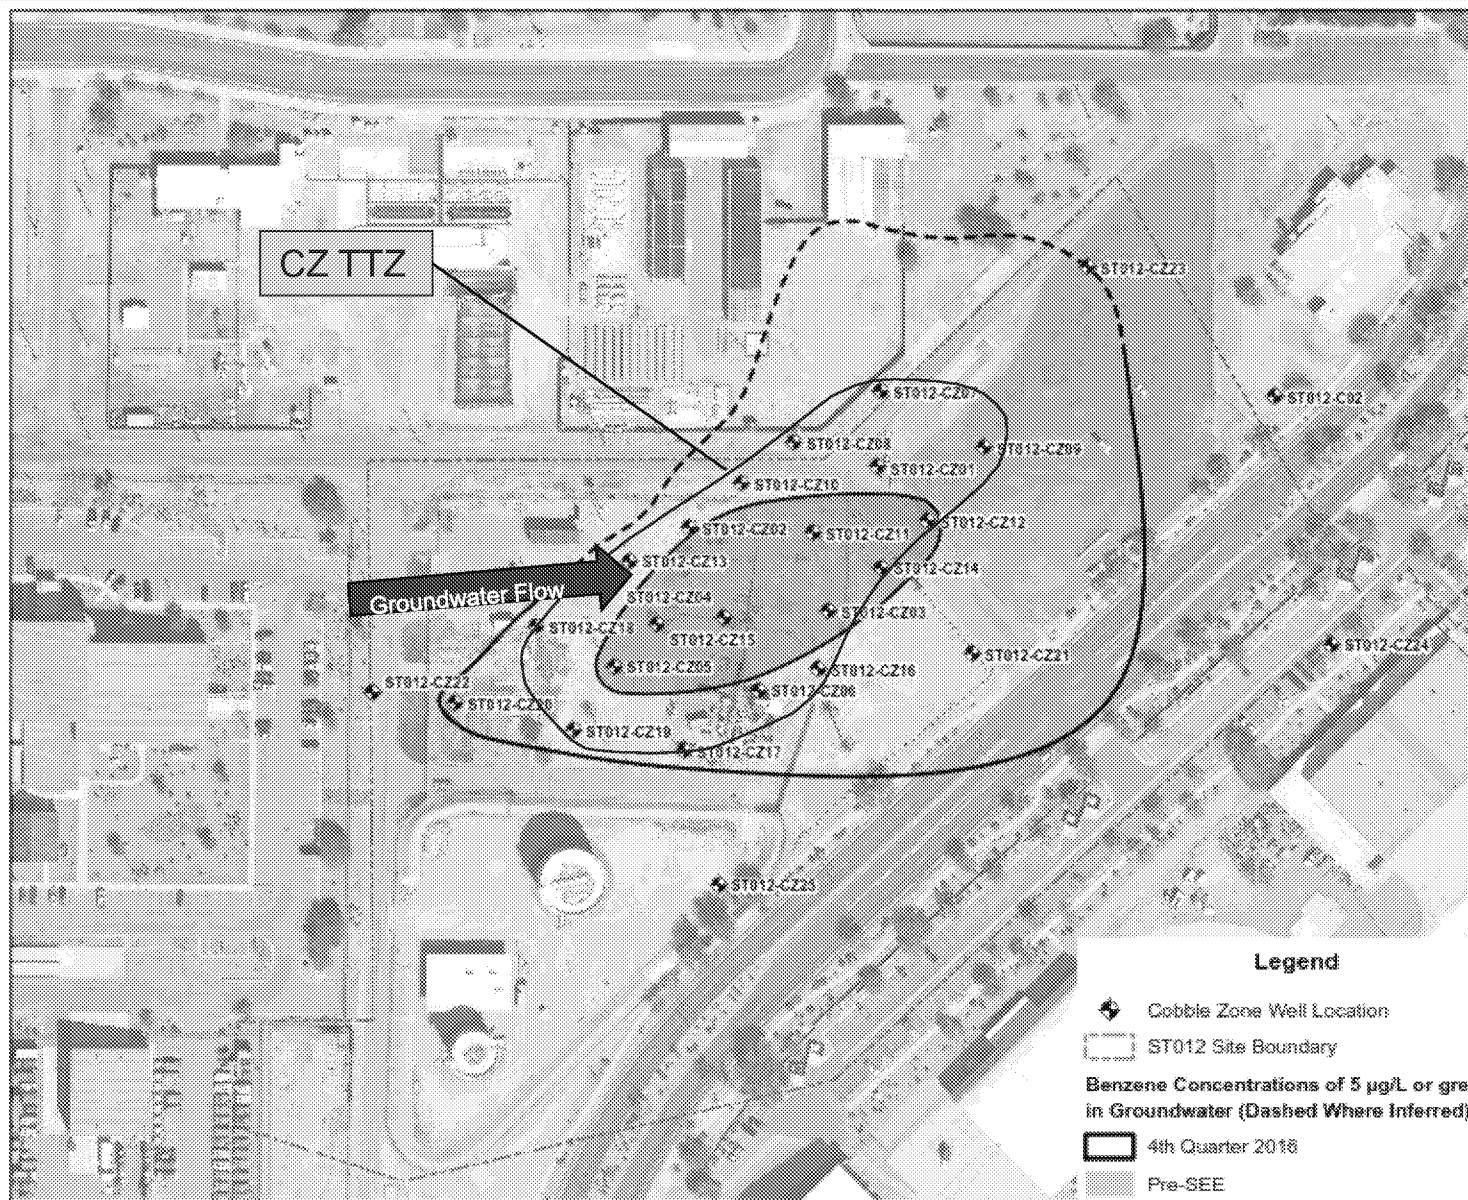 CZ TTZ
ST012-CZ23
ST012-CZ07
ST012-C02
ST012-CZ08
ST012-CZ09
ST012-CZ01
ST012-CZ10
ST012-CZ02
ST012-CZ11
ST012-CZ12
ST012-CZ13
ST012-CZ14
Groundwater Flow
ST012-CZ04
ST012-CZ03
ST012-CZ18
ST012-CZ15
ST012-CZ21
ST012-CZ24
ST012-CZ05
ST012-CZ16
ST012-CZ22
ST012-CZ06
ST012-CZ20
ST012-CZ19
ST012-CZ17
ST012-CZ25
Legend
Cobble Zone Well Location
ST012 Site Boundary
Benzene Concentrations of 5 µg/L or gre
in Groundwater (Dashed Where Inferred)
4th Quarter 2016
Pre-SEE